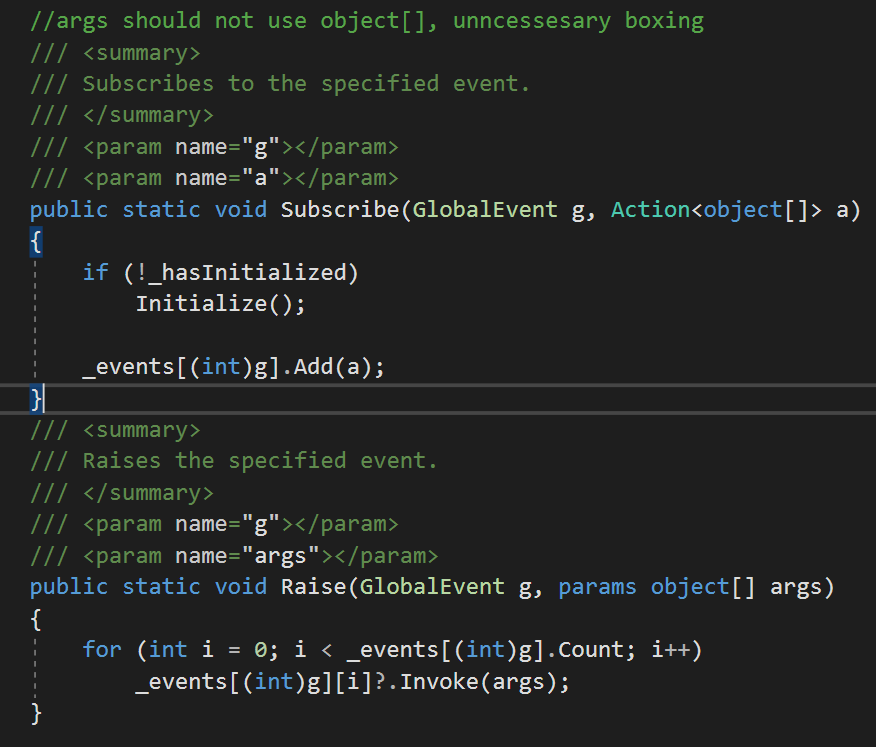 //args should not use object[], unncessesary boxing
/// <summary>
/// Subscribes to the specified event.
/// </summary>
/// <param name="g"></param>
/// <param name="a"></param>
public static void Subscribe(GlobalEvent g, Action<object[]> a)
{
if (!_hasInitialized)
Initialize();
_events[(int)g].Add(a);
}
/// <summary>
/// Raises the specified event.
/// </summary>
/// <param name="g"></param>
/// <param name="args"></param>
public static void Raise(GlobalEvent g, params object[] args)
{
for (int i = 0; i < _events[(int)g].Count; i++)
_events[(int)g][i]?.Invoke(args);
}